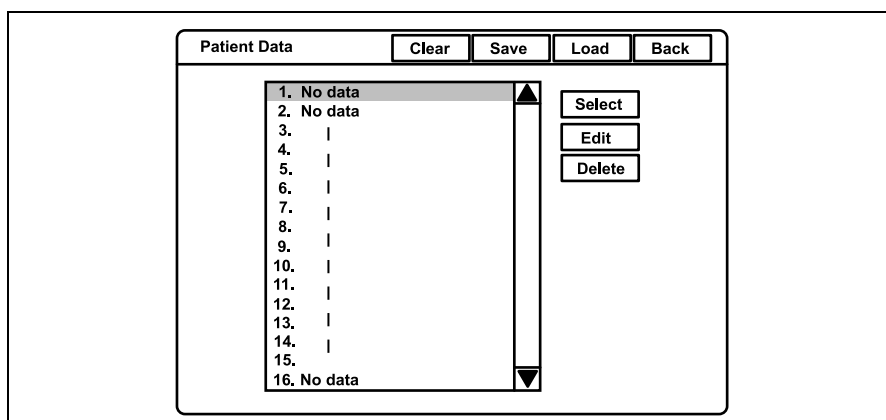 Patient Data
Clear
Save
Load
Back
1. No data
2. No data
3.
4.
5.
6.
7.
8.
9.
10.
11.
12.
13.
14.
15.
16. No data
Select
Edit
Delete